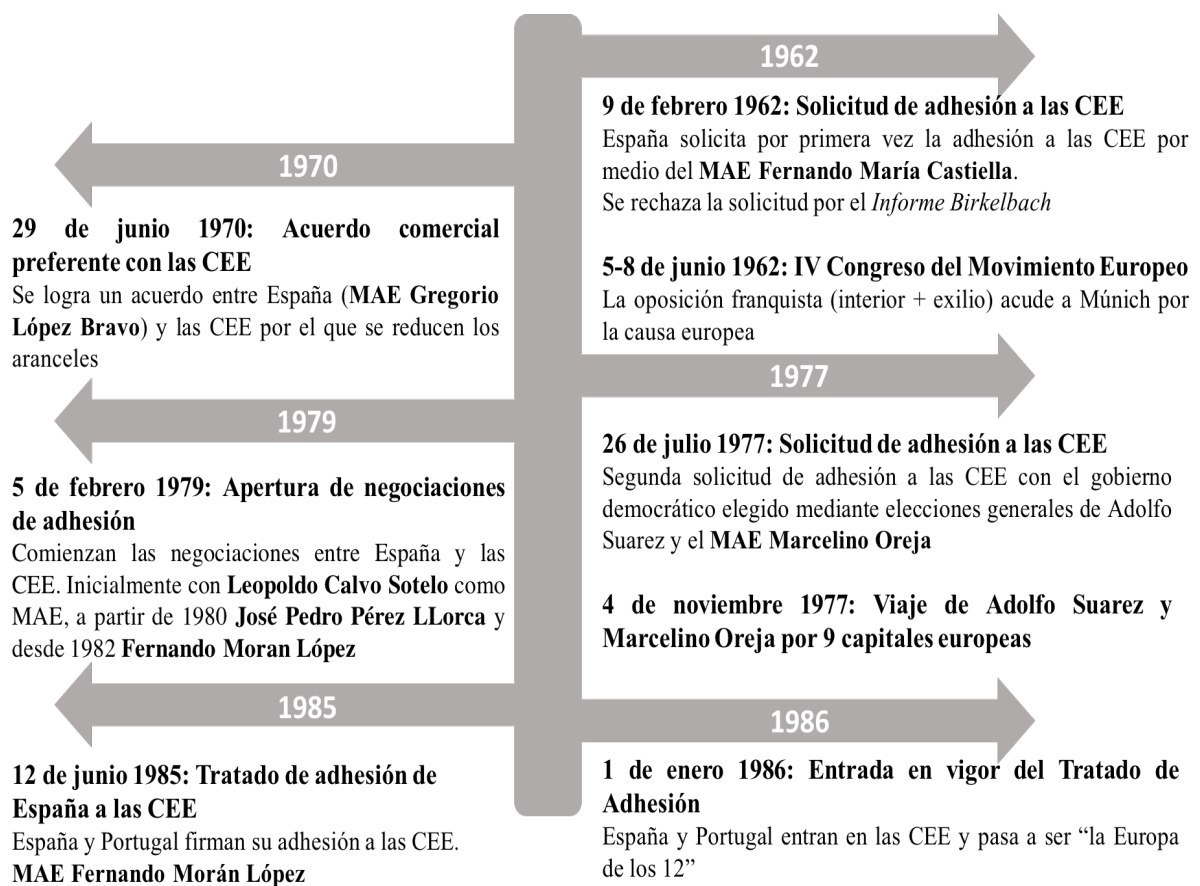 1962
9 de febrero 1962: Solicitud de adhesión a las CEE
España solicita por primera vez la adhesión a las CEE por
medio del MAE Fernando María Castiella.
Se rechaza la solicitud por el Informe Birkelbach
5-8 de junio 1962: IV Congreso del Movimiento Europeo
La oposición franquista (interior + exilio) acude a Múnich por
la causa europea
1970
29 de junio 1970: Acuerdo comercial
preferente con las CEE
Se logra un acuerdo entre España (MAE Gregorio
López Bravo) y las CEE por el que se reducen los
aranceles
1977
26 de julio 1977: Solicitud de adhesión a las CEE
Segunda solicitud de adhesión a las CEE con el gobierno
democrático elegido mediante elecciones generales de Adolfo
Suarez y el MAE Marcelino Oreja
4 de noviembre 1977: Viaje de Adolfo Suarez y
Marcelino Oreja por 9 capitales europeas
1979
5 de febrero 1979: Apertura de negociaciones
de adhesión
Comienzan las negociaciones entre España y las
CEE. Inicialmente con Leopoldo Calvo Sotelo como
MAE, a partir de 1980 José Pedro Pérez LLorca y
desde 1982 Fernando Moran López
1985
12 de junio 1985: Tratado de adhesión de
España a las CEE
España y Portugal firman su adhesión a las CEE.
MAE Fernando Morán López
1986
1 de enero 1986: Entrada en vigor del Tratado de
Adhesión
España y Portugal entran en las CEE y pasa a ser “la Europa
de los 12”